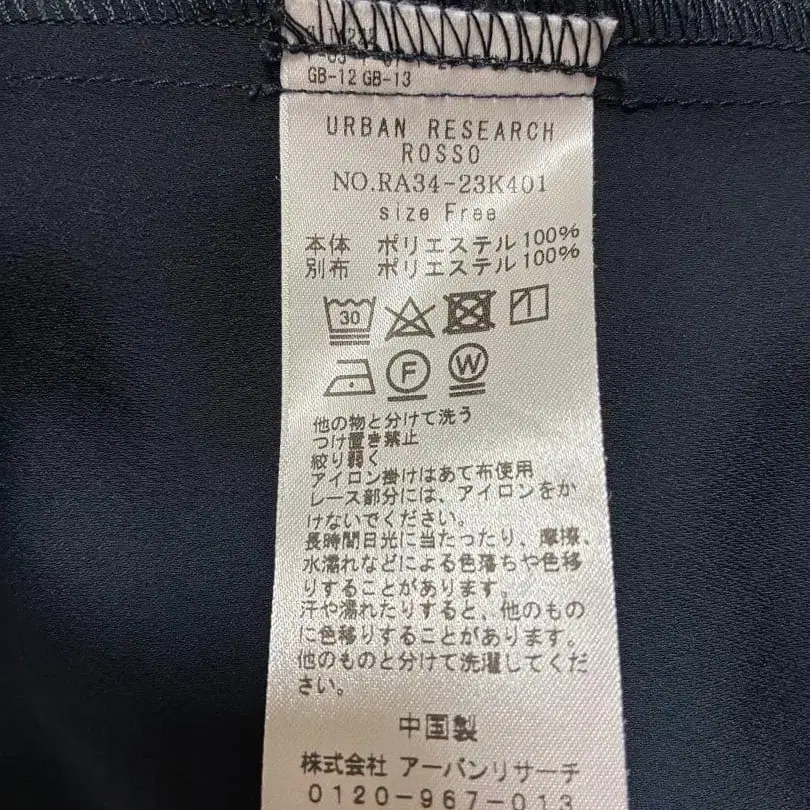 GB-12 GB-13
URBAN RESEARCH
ROSSO
NO.RA34-23K401
size Free
本体 ポリエステル100%
別布 ポリエステル100%
30
F W
他の物と分けて洗う
つけ置き禁止
絞り弱く
アイロン掛けはあて布使用
レース部分には、アイロンをか
けないでください。
長時間日光に当たったり、摩擦、
水濡れなどによる色落ちや色移
りすることがあります。
汗や濡れたりすると、他のもの
に色移りすることがあります。
他のものと分けて洗濯してくだ
さい。
中国製
株式会社 アーバンリサーチ
0120-967-013